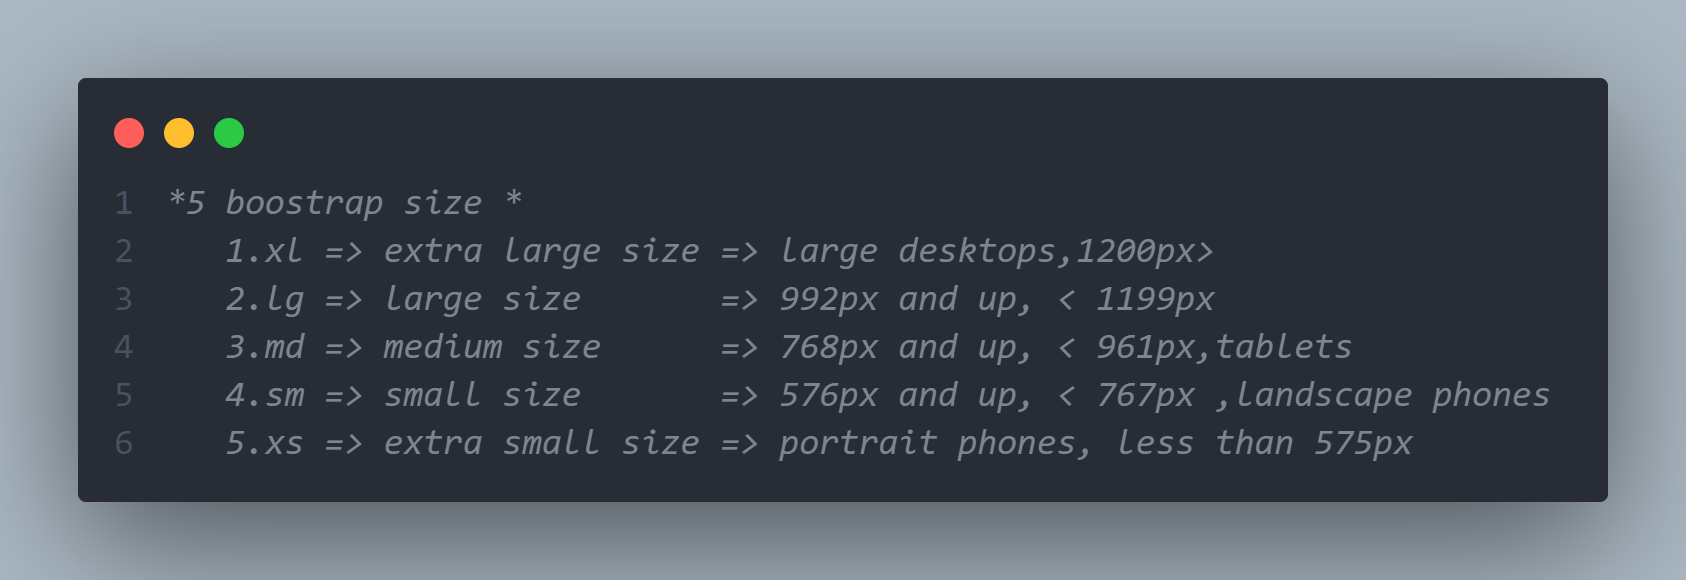 1 *5 boostrap size *
2 1.xl => extra large size => large desktops,1200px>
3 2.lg => large size => 992px and up, < 1199px
4 3.md => medium size => 768px and up, < 961px,tablets
5 4.sm => small size => 576px and up, < 767px ,landscape phones
6 5.xs => extra small size => portrait phones, less than 575px